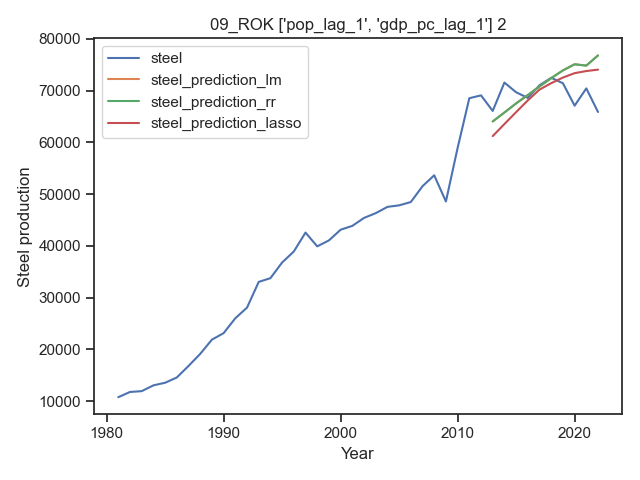 09_ROK ['pop_lag_1', 'gdp_pc_lag_1'] 2
steel
steel_prediction_lm
steel_prediction_rr
steel_prediction_lasso
Steel production
80000
70000
60000
50000
40000
30000
20000
10000
1980
1990
2000
2010
2020
Year